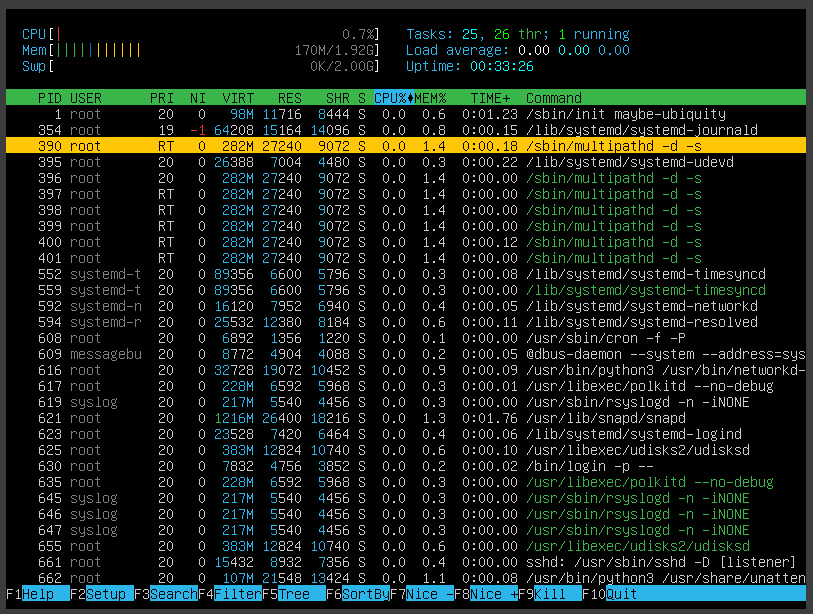 CPU[| 0.7%] Tasks: 25, 26 thr; 1 running
Mem[|||||||||||| 170M/1.92G] Load average: 0.00 0.00 0.00
Swp[ 0K/2.00G] Uptime: 00:33:26
PID USER PRI NI VIRT RES SHR S CPU%♦MEM% TIME+ Command
1 root 20 0 98M 11716 8444 S 0.0 0.6 0:01.23 /sbin/init maybe-ubiquity
354 root 19 -1 64208 15164 14096 S 0.0 0.8 0:00.15 /lib/systemd/systemd-journald
390 root RT 0 282M 27240 9072 S 0.0 1.4 0:00.18 /sbin/multipathd -d -s
395 root 20 0 26388 7004 4480 S 0.0 0.3 0:00.22 /lib/systemd/systemd-udevd
396 root 20 0 282M 27240 9072 S 0.0 1.4 0:00.00 /sbin/multipathd -d -s
397 root RT 0 282M 27240 9072 S 0.0 1.4 0:00.00 /sbin/multipathd -d -s
398 root RT 0 282M 27240 9072 S 0.0 1.4 0:00.00 /sbin/multipathd -d -s
399 root RT 0 282M 27240 9072 S 0.0 1.4 0:00.00 /sbin/multipathd -d -s
400 root RT 0 282M 27240 9072 S 0.0 1.4 0:00.12 /sbin/multipathd -d -s
401 root RT 0 282M 27240 9072 S 0.0 1.4 0:00.00 /sbin/multipathd -d -s
552 systemd-t 20 0 89356 6600 5796 S 0.0 0.3 0:00.08 /lib/systemd/systemd-timesyncd
559 systemd-t 20 0 89356 6600 5796 S 0.0 0.3 0:00.00 /lib/systemd/systemd-timesyncd
592 systemd-n 20 0 16120 7952 6940 S 0.0 0.4 0:00.05 /lib/systemd/systemd-networkd
594 systemd-r 20 0 25532 12380 8184 S 0.0 0.6 0:00.11 /lib/systemd/systemd-resolved
608 root 20 0 6892 1356 1220 S 0.0 0.1 0:00.00 /usr/sbin/cron -f -P
609 messagebu 20 0 8772 4904 4088 S 0.0 0.2 0:00.05 @dbus-daemon --system --address=sys
616 root 20 0 32728 19072 10452 S 0.0 0.9 0:00.09 /usr/bin/python3 /usr/bin/networkd-
617 root 20 0 228M 6592 5968 S 0.0 0.3 0:00.01 /usr/libexec/polkitd --no-debug
619 syslog 20 0 217M 5540 4456 S 0.0 0.3 0:00.00 /usr/sbin/rsyslogd -n -iNONE
621 root 20 0 1216M 26400 18216 S 0.0 1.3 0:01.76 /usr/lib/snapd/snapd
623 root 20 0 23528 7420 6464 S 0.0 0.4 0:00.06 /lib/systemd/systemd-logind
625 root 20 0 383M 12824 10740 S 0.0 0.6 0:00.10 /usr/libexec/udisks2/udisksd
630 root 20 0 7832 4756 3852 S 0.0 0.2 0:00.02 /bin/login -p --
635 root 20 0 228M 6592 5968 S 0.0 0.3 0:00.00 /usr/libexec/polkitd --no-debug
645 syslog 20 0 217M 5540 4456 S 0.0 0.3 0:00.00 /usr/sbin/rsyslogd -n -iNONE
646 syslog 20 0 217M 5540 4456 S 0.0 0.3 0:00.00 /usr/sbin/rsyslogd -n -iNONE
647 syslog 20 0 217M 5540 4456 S 0.0 0.3 0:00.00 /usr/sbin/rsyslogd -n -iNONE
655 root 20 0 383M 12824 10740 S 0.0 0.6 0:00.00 /usr/libexec/udisks2/udisksd
661 root 20 0 15432 8932 7356 S 0.0 0.4 0:00.00 sshd: /usr/sbin/sshd -D [listener]
662 root 20 0 107M 21548 13424 S 0.0 1.1 0:00.08 /usr/bin/python3 /usr/share/unatten
F1Help F2Setup F3SearchF4FilterF5Tree F6SortByF7Nice -F8Nice +F9Kill F10Quit